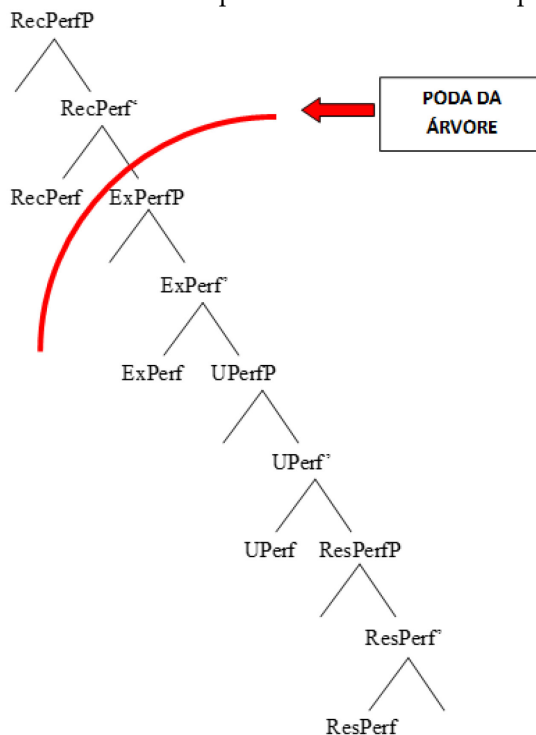 RecPerfP
PODA DA
ÁRVORE
RecPerf‘
RecPerf ExPerfP
ExPerf’
ExPerf UPerfP
UPerf’
UPerf ResPerfP
ResPerf’
ResPerf